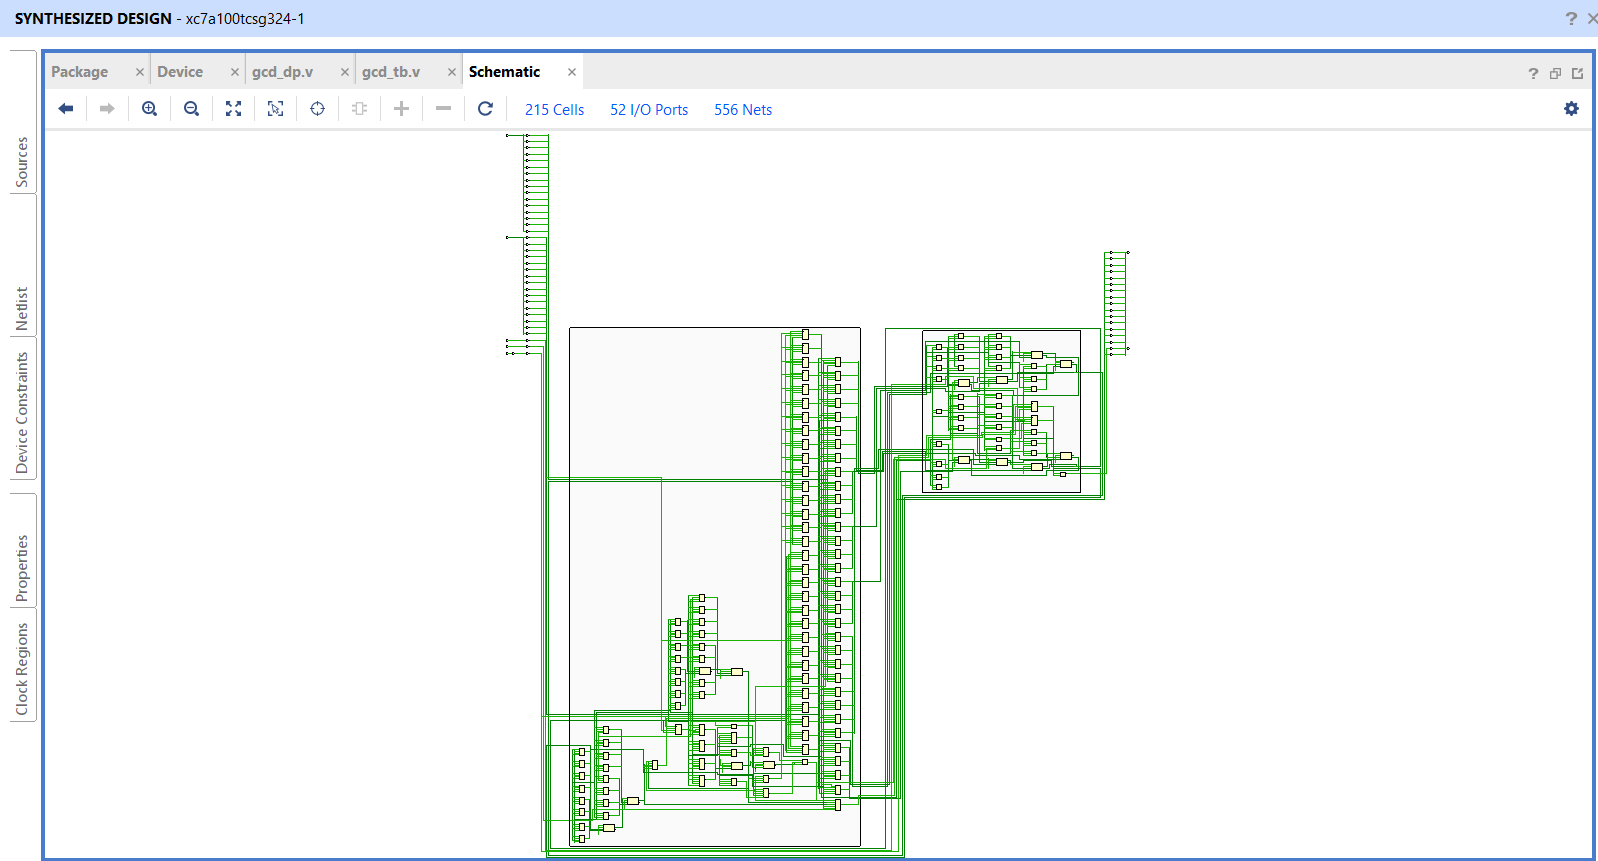 SYNTHESIZED DESIGN - xc7a100tcsg324-1
Package
Device
gcd_dp.v
gcd_tb.v
Schematic
215 Cells
52 I/O Ports
556 Nets
Sources
Netlist
Device Constraints
Properties
Clock Regions